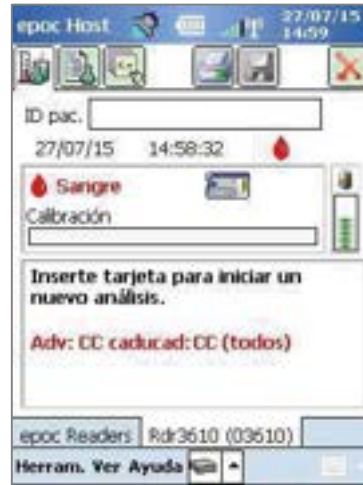 epoc Host 27/07/15
14:59
ID pac.
27/07/15 14:58:32
Sangre
Calibración
Inserte tarjeta para iniciar un
nuevo análisis.
Adv: CC caducad: CC (todos)
epoc Readers Rdr3610 (03610)
Herram. Ver Ayuda